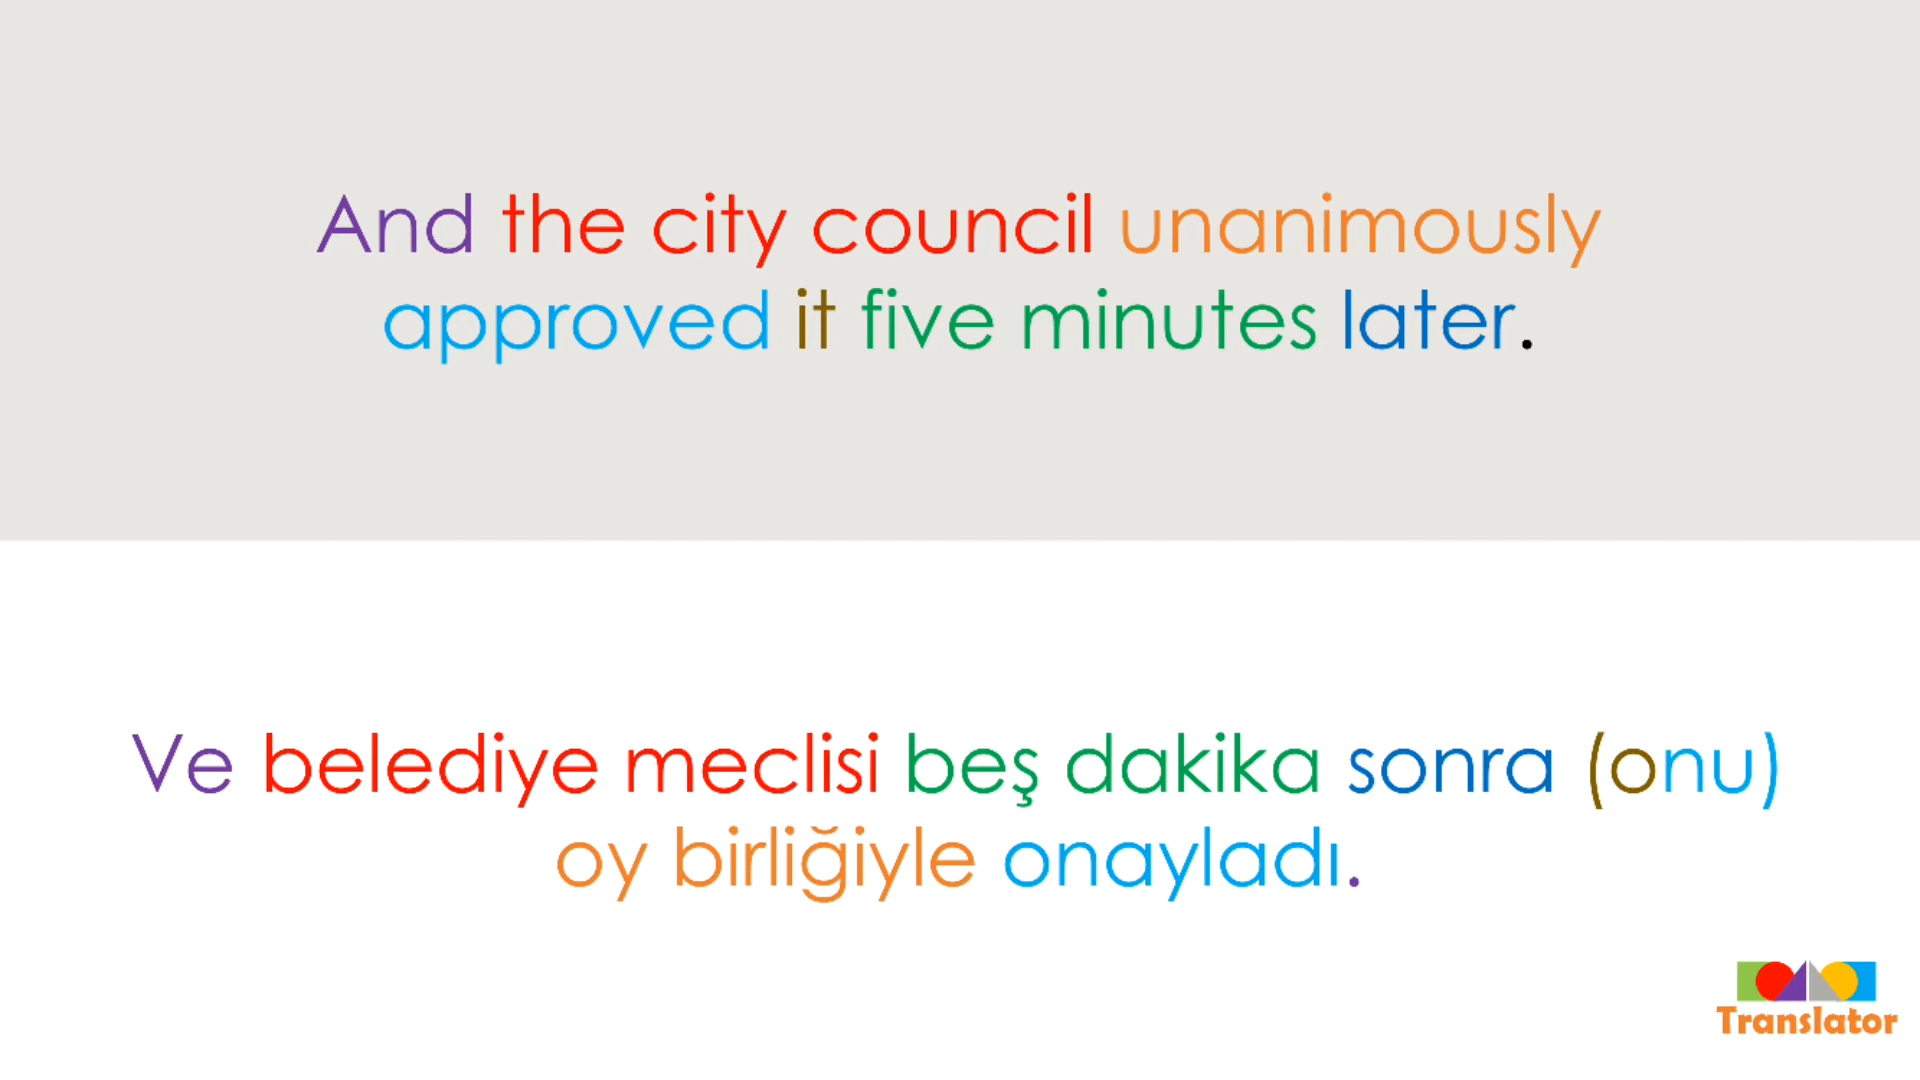 And the city council unanimously
approved it five minutes later.
Ve belediye meclisi beş dakika sonra (onu)
oy birliğiyle onayladı.
Translator